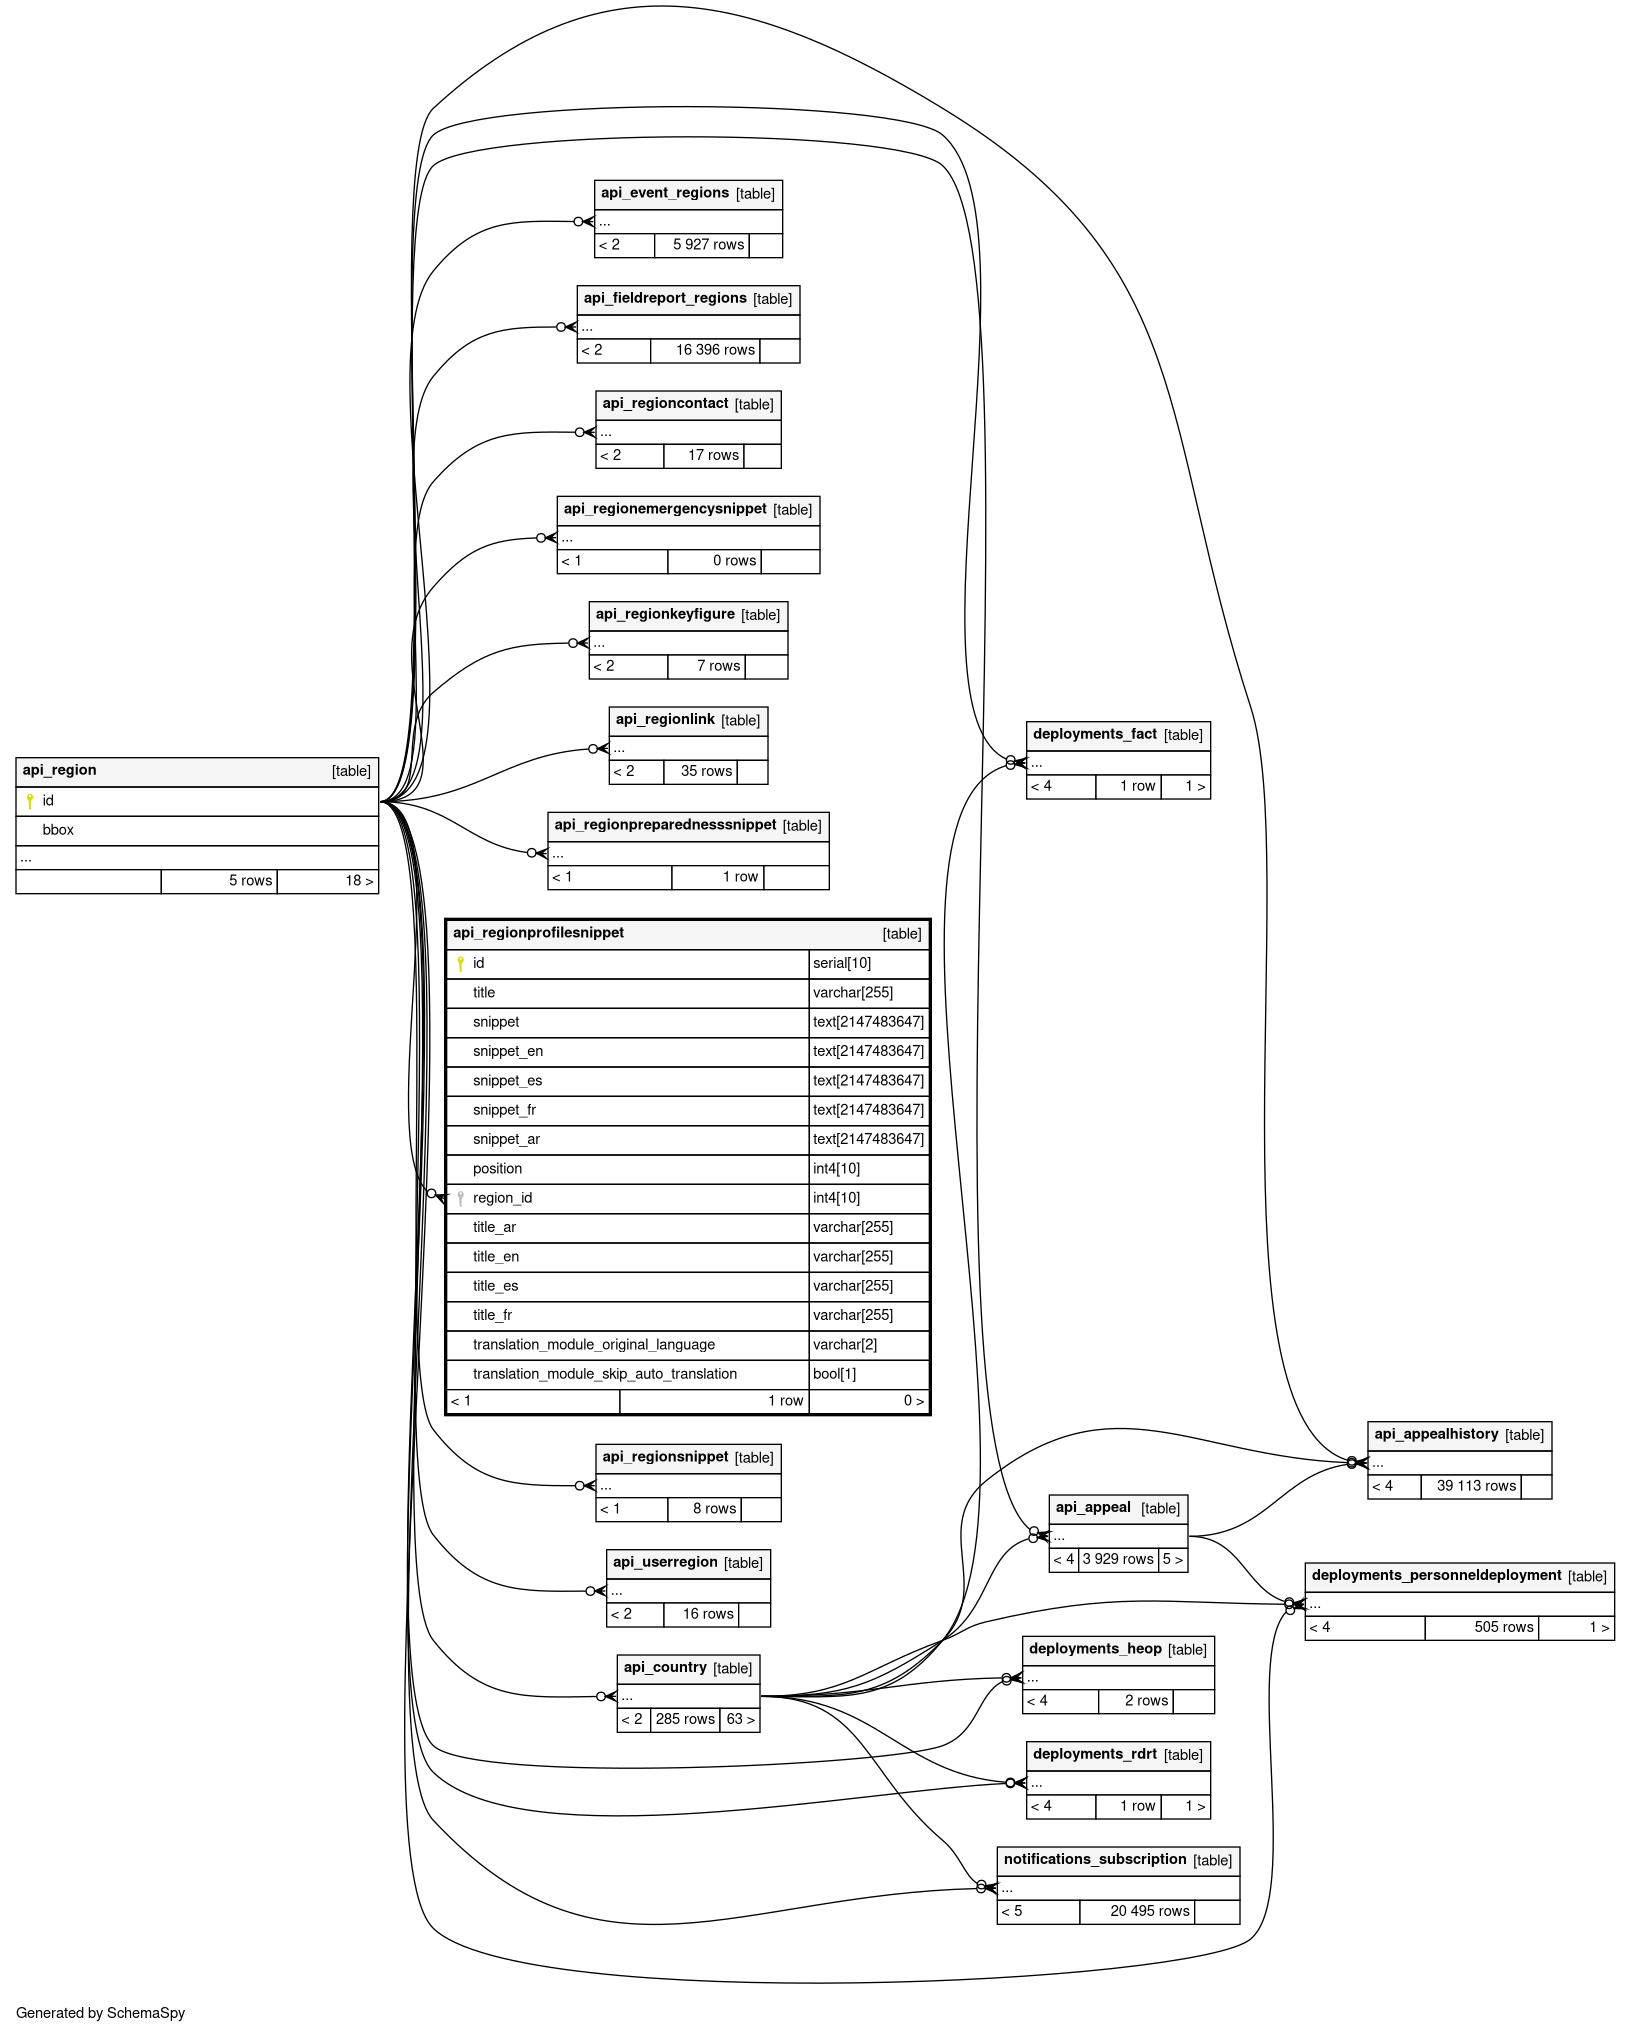 api_event_regions [table]
...
< 2 5 927 rows
api_fieldreport_regions [table]
...
< 2 16 396 rows
api_regioncontact [table]
...
< 2 17 rows
api_regionemergencysnippet [table]
...
< 1 0 rows
api_regionkeyfigure [table]
...
< 2 7 rows
api_regionlink [table]
...
< 2 35 rows
deployments_fact [table]
...
< 4 1 row 1 >
api_region [table]
id
bbox
...
5 rows 18 >
api_regionpreparednesssnippet [table]
...
< 1 1 row
api_regionprofilesnippet [table]
id serial[10]
title varchar[255]
snippet text[2147483647]
snippet_en text[2147483647]
snippet_es text[2147483647]
snippet_fr text[2147483647]
snippet_ar text[2147483647]
position int4[10]
region_id int4[10]
title_ar varchar[255]
title_en varchar[255]
title_es varchar[255]
title_fr varchar[255]
translation_module_original_language varchar[2]
translation_module_skip_auto_translation bool[1]
< 1 1 row 0 >
api_regionsnippet [table]
...
< 1 8 rows
api_userregion [table]
...
< 2 16 rows
api_country [table]
...
< 2 285 rows 63 >
api_appealhistory [table]
...
< 4 39 113 rows
api_appeal [table]
...
< 4 3 929 rows 5 >
deployments_personneldeployment [table]
...
< 4 505 rows 1 >
deployments_heop [table]
...
< 4 2 rows
deployments_rdrt [table]
...
< 4 1 row 1 >
notifications_subscription [table]
...
< 5 20 495 rows
Generated by SchemaSpy